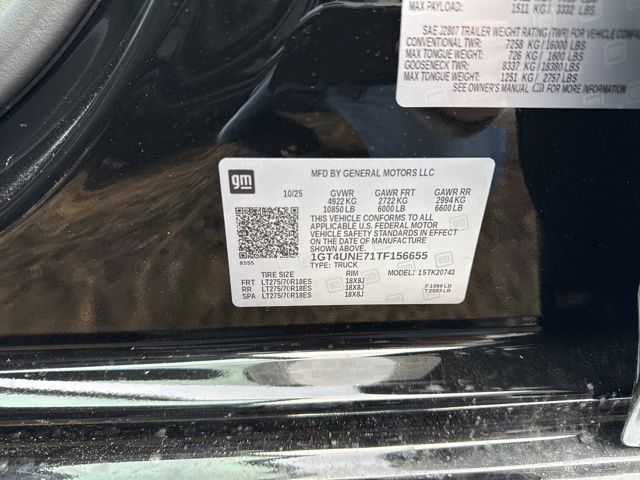 MAX PAYLOAD: 1511 KG / 3332 LBS
SAE J2807 TRAILER WEIGHT RATING (TWR) FOR VEHICLE
CONVENTIONAL TWR: 7258 KG / 16000 LBS
MAX TONGUE WEIGHT: 726 KG / 1600 LBS
GOOSENECK TWR: 8337 KG / 18380 LBS
MAX TONGUE WEIGHT: 1251 KG / 2757 LBS
SEE OWNER'S MANUAL FOR MORE INFORMATION
gm
MFD BY GENERAL MOTORS LLC
10/25 GVWR GAWR FRT GAWR RR
4922 KG 2722 KG 2994 KG
10850 LB 6000 LB 6600 LB
THIS VEHICLE CONFORMS TO ALL
APPLICABLE U.S. FEDERAL MOTOR
VEHICLE SAFETY STANDARDS IN EFFECT
ON THE DATE OF MANUFACTURE
SHOWN ABOVE.
8555
1GT4UNE71TF156655
TYPE: TRUCK
TIRE SIZE RIM MODEL: 15TK20743
FRT LT275/70R18ES 18X8J F:1399 LB
RR LT275/70R18ES 18X8J T:2983 LB
SPA LT275/70R18ES 18X8J